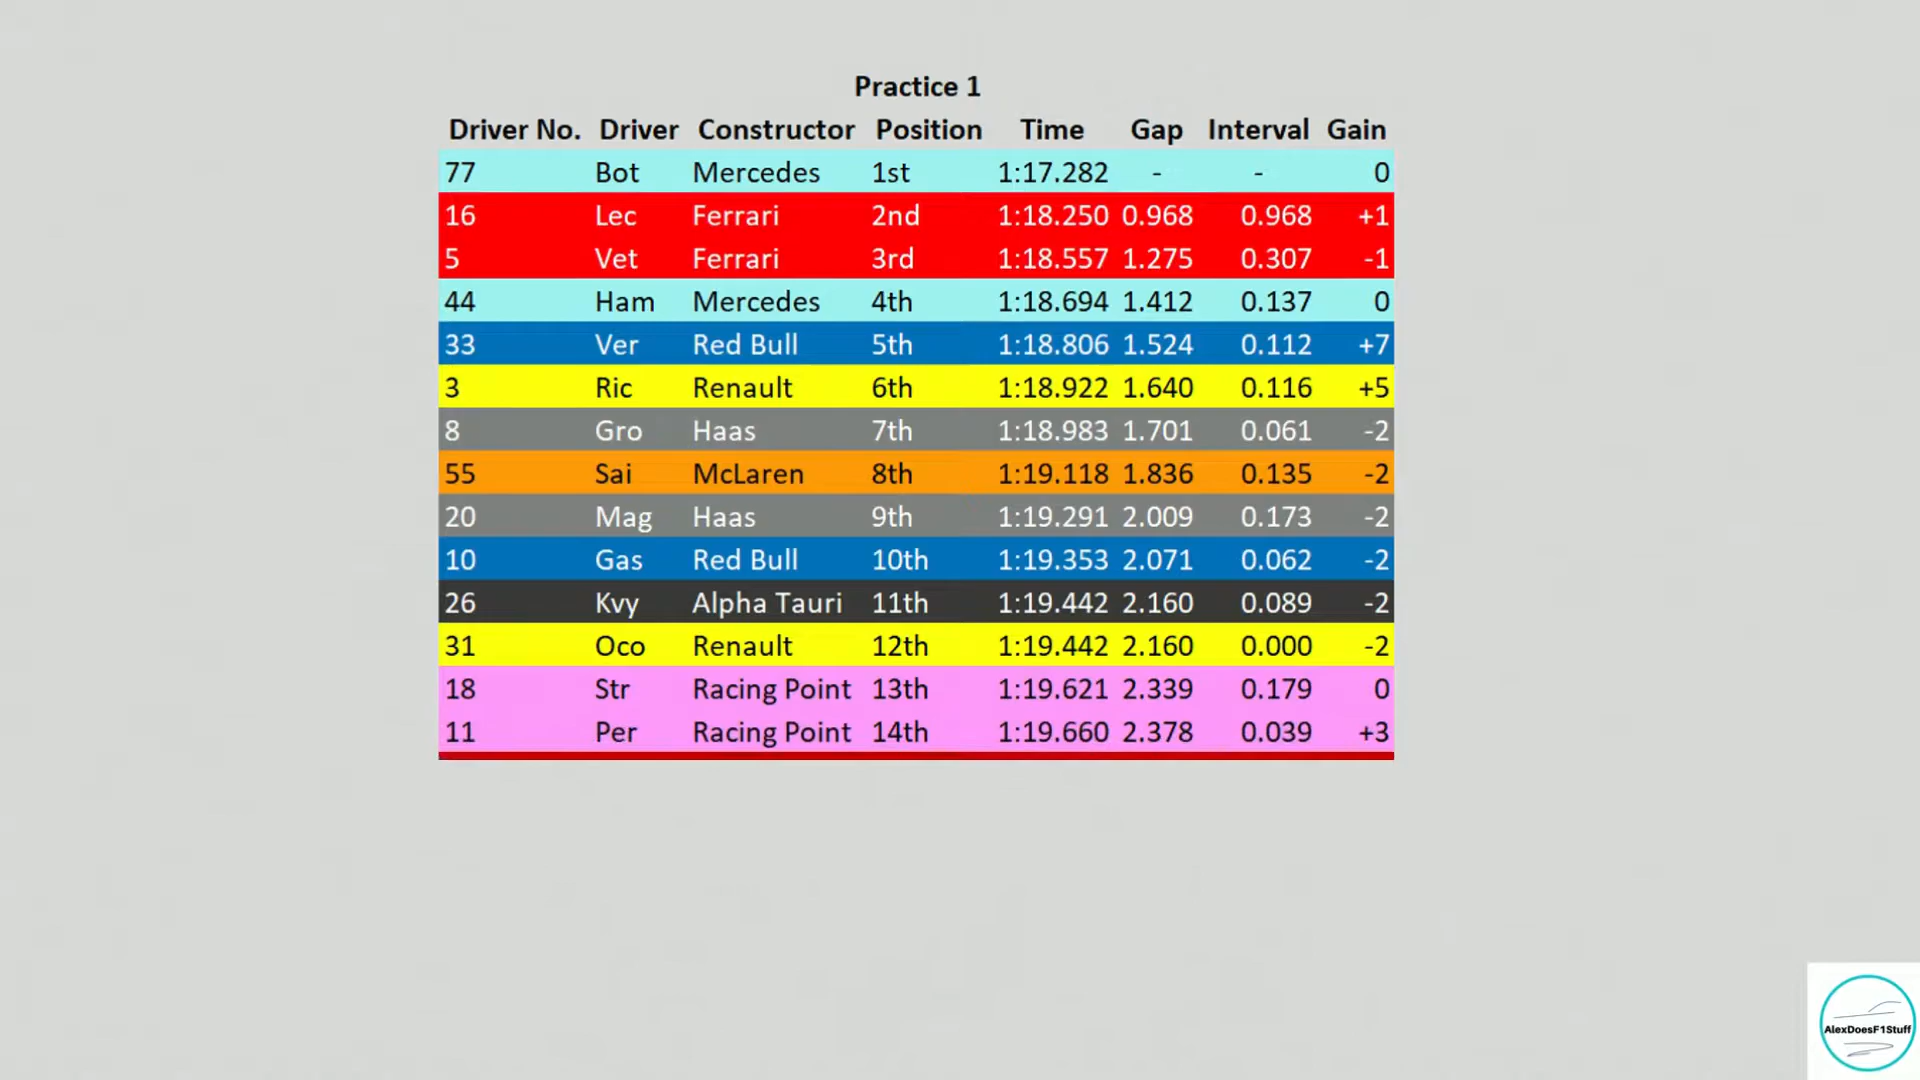 Practice 1
Driver No. Driver Constructor Position Time Gap Interval Gain
77 Bot Mercedes 1st 1:17.282 - - 0
16 Lec Ferrari 2nd 1:18.250 0.968 0.968 +1
5 Vet Ferrari 3rd 1:18.557 1.275 0.307 -1
44 Ham Mercedes 4th 1:18.694 1.412 0.137 0
33 Ver Red Bull 5th 1:18.806 1.524 0.112 +7
3 Ric Renault 6th 1:18.922 1.640 0.116 +5
8 Gro Haas 7th 1:18.983 1.701 0.061 -2
55 Sai McLaren 8th 1:19.118 1.836 0.135 -2
20 Mag Haas 9th 1:19.291 2.009 0.173 -2
10 Gas Red Bull 10th 1:19.353 2.071 0.062 -2
26 Kvy Alpha Tauri 11th 1:19.442 2.160 0.089 -2
31 Oco Renault 12th 1:19.442 2.160 0.000 -2
18 Str Racing Point 13th 1:19.621 2.339 0.179 0
11 Per Racing Point 14th 1:19.660 2.378 0.039 +3
AlexDoesF1Stuff